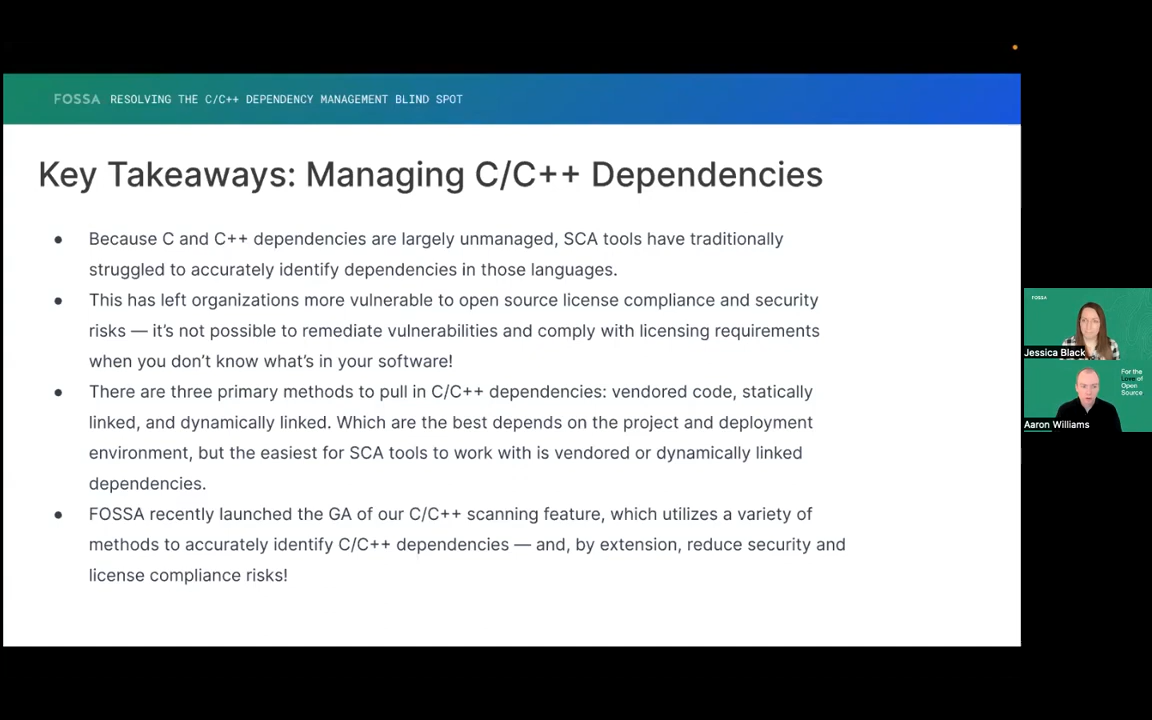 FOSSA RESOLVING THE C/C++ DEPENDENCY MANAGEMENT BLIND SPOT
Key Takeaways: Managing C/C++ Dependencies
● Because C and C++ dependencies are largely unmanaged, SCA tools have traditionally
struggled to accurately identify dependencies in those languages.
● This has left organizations more vulnerable to open source license compliance and security
risks — it’s not possible to remediate vulnerabilities and comply with licensing requirements
when you don’t know what’s in your software!
● There are three primary methods to pull in C/C++ dependencies: vendored code, statically
linked, and dynamically linked. Which are the best depends on the project and deployment
environment, but the easiest for SCA tools to work with is vendored or dynamically linked
dependencies.
● FOSSA recently launched the GA of our C/C++ scanning feature, which utilizes a variety of
methods to accurately identify C/C++ dependencies — and, by extension, reduce security and
license compliance risks!
FOSSA
Jessica Black
For the
Love of
Open
Source
Aaron Williams